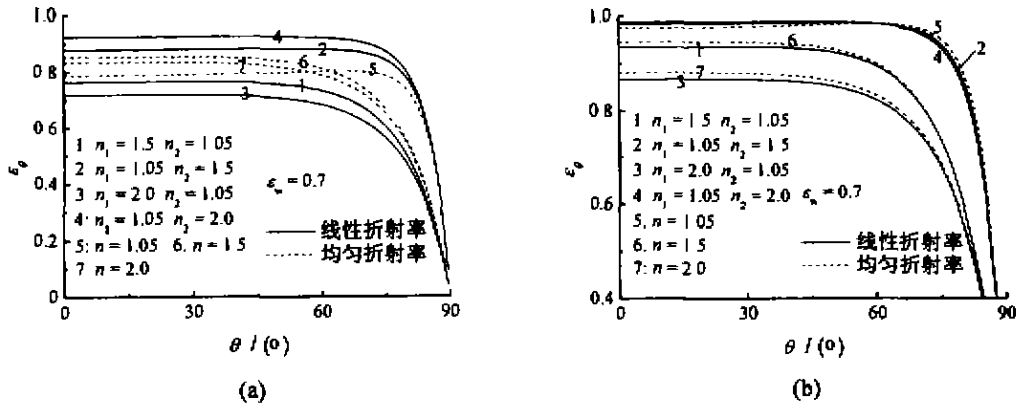 1.0
0.8
0.6
0.4
0.2
0
ε_θ
4
2
7
6
5
1
3
1 n₁ = 1.5 n₂ = 1.05
2 n₁ = 1.05 n₂ = 1.5
3 n₁ = 2.0 n₂ = 1.05
4: n₁ = 1.05 n₂ = 2.0
5: n = 1.05 6. n = 1.5
7 n = 2.0
ε_w = 0.7
线性折射率
均匀折射率
0 30 60 90
θ / (o)
(a)
1.0
0.8
0.6
0.4
ε_θ
5
1
6
4
2
7
3
1 n₁ = 1.5 n₂ = 1.05
2 n₁ = 1.05 n₂ = 1.5
3 n₁ = 2.0 n₂ = 1.05
4 n₁ = 1.05 n₂ = 2.0 ε_w = 0.7
5. n = 1 05
6: n = 1 5
7: n = 2 0
线性折射率
均匀折射率
0 30 60 90
θ / (o)
(b)